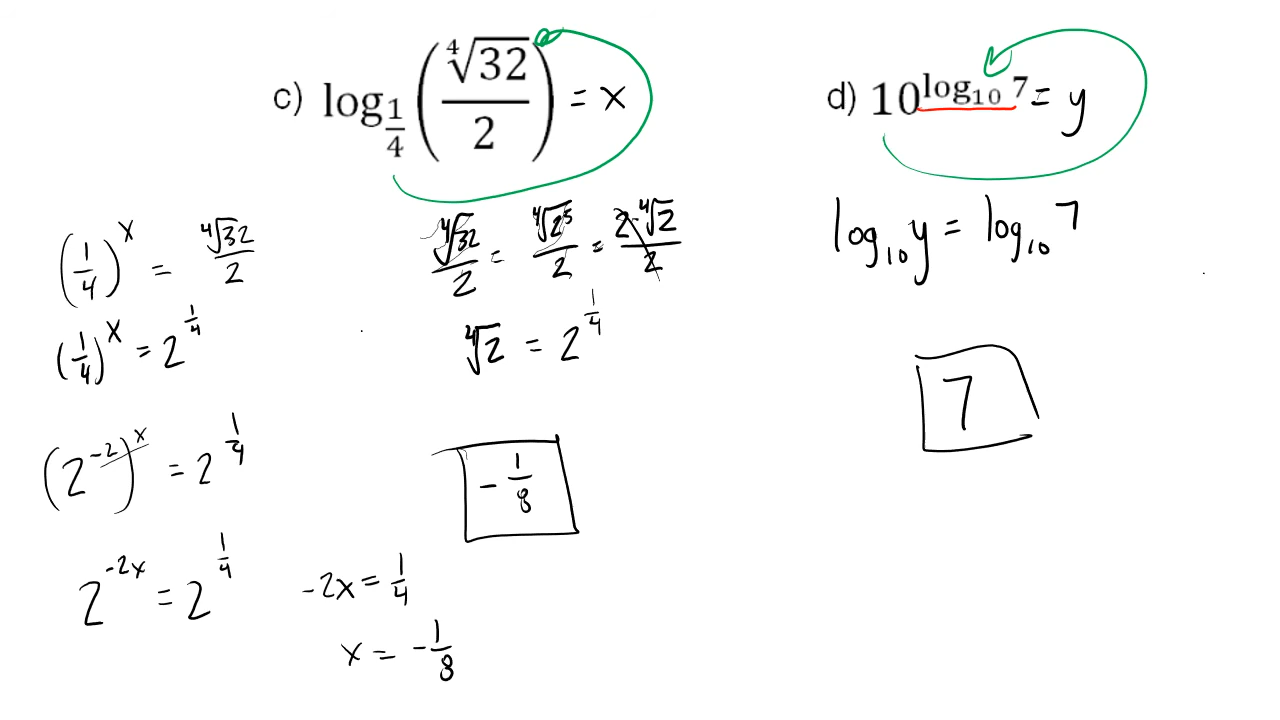 c) log_{1/4} (⁴√32 / 2) = x
(1/4)^x = ⁴√32 / 2
(1/4)^x = 2^{1/4}
(2^{-2})^x = 2^{1/4}
2^{-2x} = 2^{1/4}
-2x = 1/4
x = -1/8
⁴√32 / 2 = ⁴√2⁵ / 2 = 2·⁴√2 / 2
⁴√2 = 2^{1/4}
-1/8
d) 10^{log₁₀ 7} = y
log₁₀ y = log₁₀ 7
7